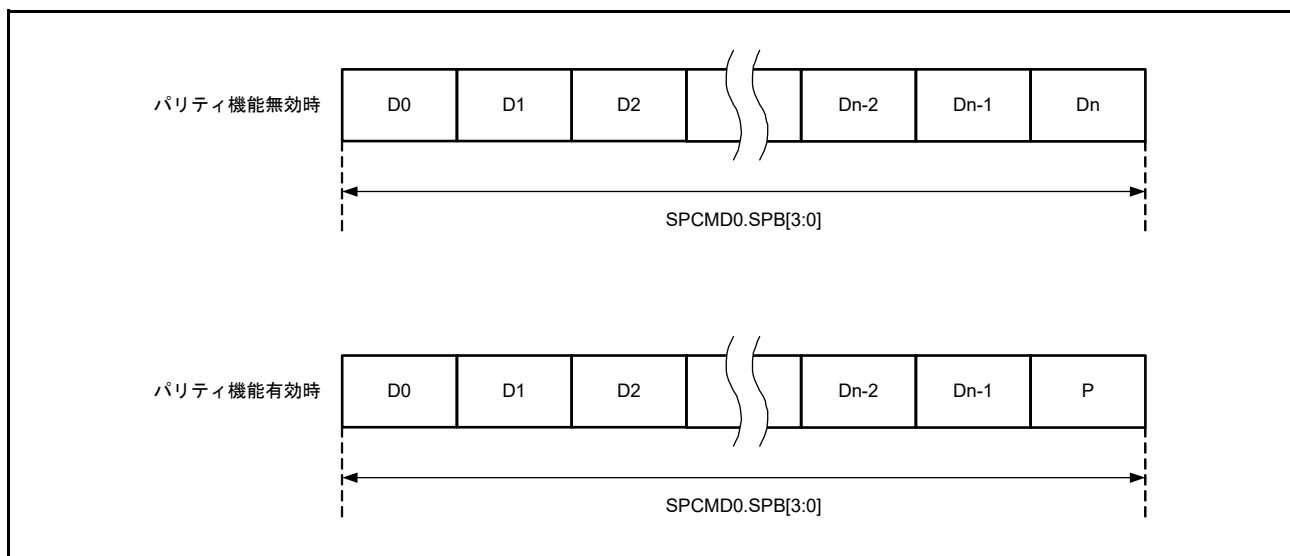 パリティ機能無効時 D0 D1 D2 Dn-2 Dn-1 Dn
SPCMD0.SPB[3:0]
パリティ機能有効時 D0 D1 D2 Dn-2 Dn-1 P
SPCMD0.SPB[3:0]